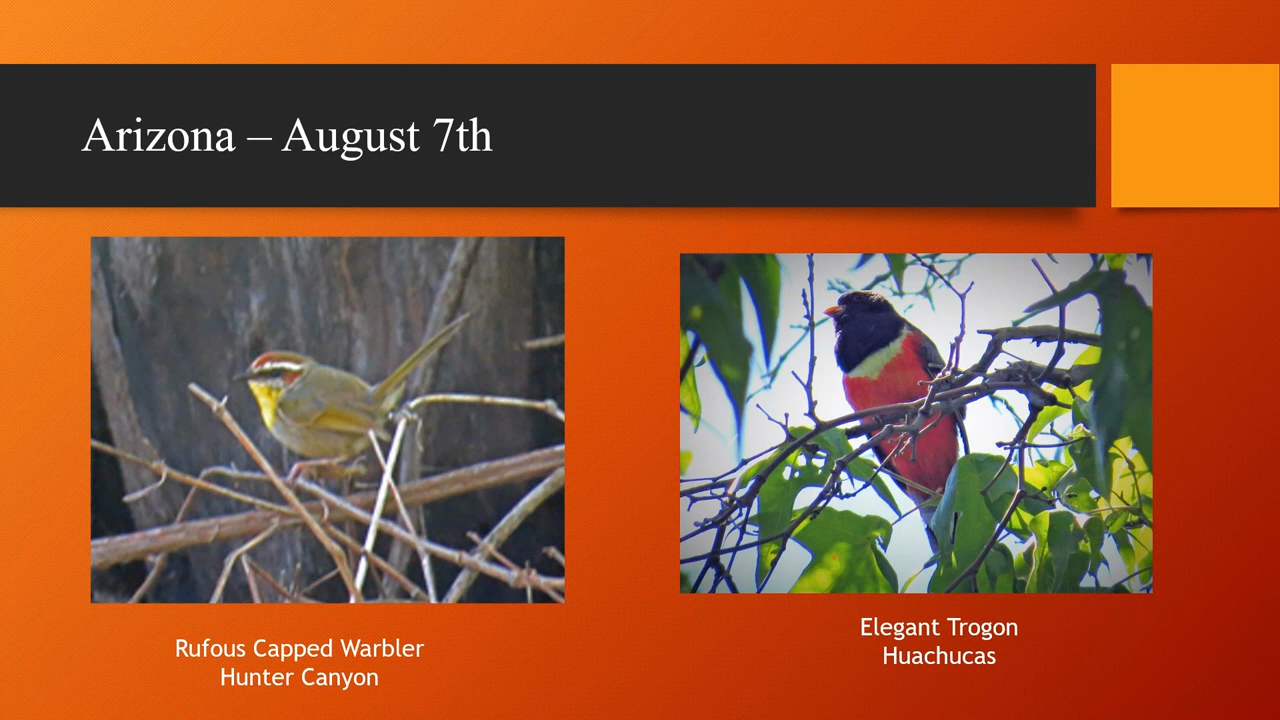 Arizona – August 7th
Rufous Capped Warbler
Hunter Canyon
Elegant Trogon
Huachucas